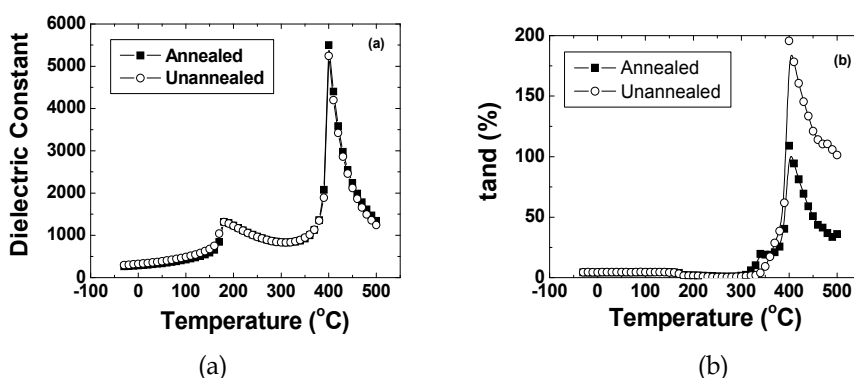 6000
5000
4000
3000
2000
1000
0
Dielectric Constant
Annealed
Unannealed
(a)
-100 0 100 200 300 400 500
Temperature (°C)
(a)
200
150
100
50
0
tand (%)
Annealed
Unannealed
(b)
-100 0 100 200 300 400 500
Temperature (°C)
(b)